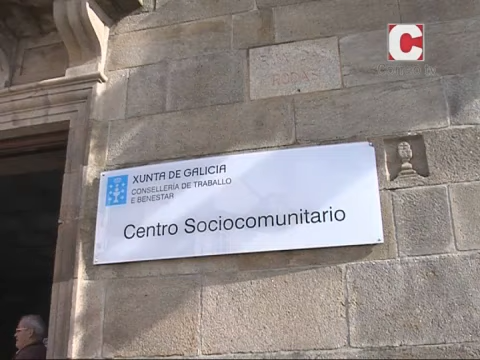 C
XUNTA DE GALICIA
CONSELLERÍA DE TRABALLO
E BENESTAR
Centro Sociocomunitario